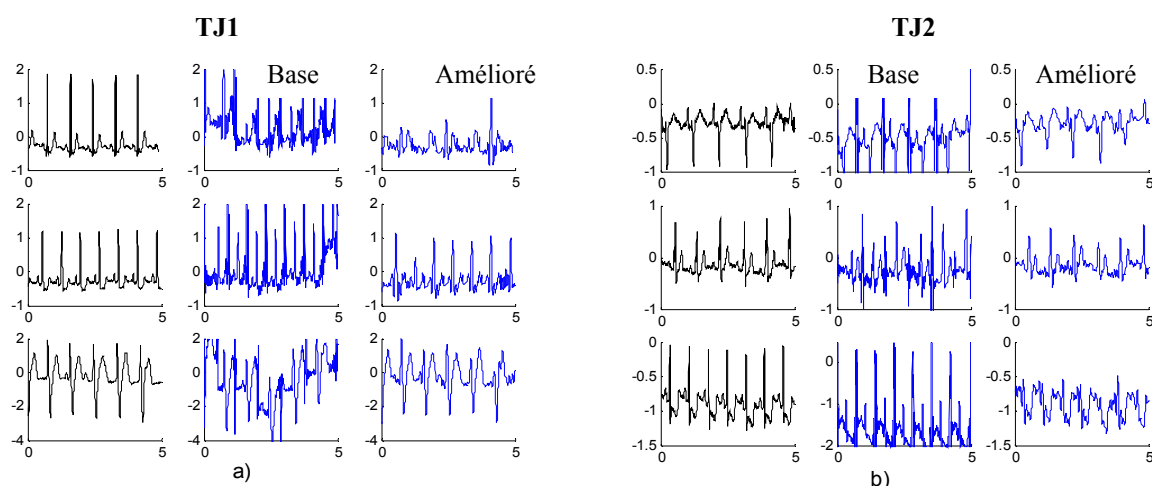 TJ1 TJ2
Base Amélioré Base Amélioré
2 2 2 0.5 0.5 0.5
1 1 1 0 0 0
0 0 0 -0.5 -0.5 -0.5
-1 -1 -1 -1 -1 -1
0 5 0 5 0 5 0 5 0 5 0 5
2 2 2 1 1 1
1 1 1
0 0 0 0 0 0
-1 -1 -1 -1 -1 -1
0 5 0 5 0 5 0 5 0 5 0 5
2 2 2 0 0 0
0 0 0 -0.5 -0.5
-2 -2 -2 -1 -1 -1
-4 -4 -4 -1.5 -2 -1.5
0 5 0 5 0 5 0 5 0 5 0 5
a) b)